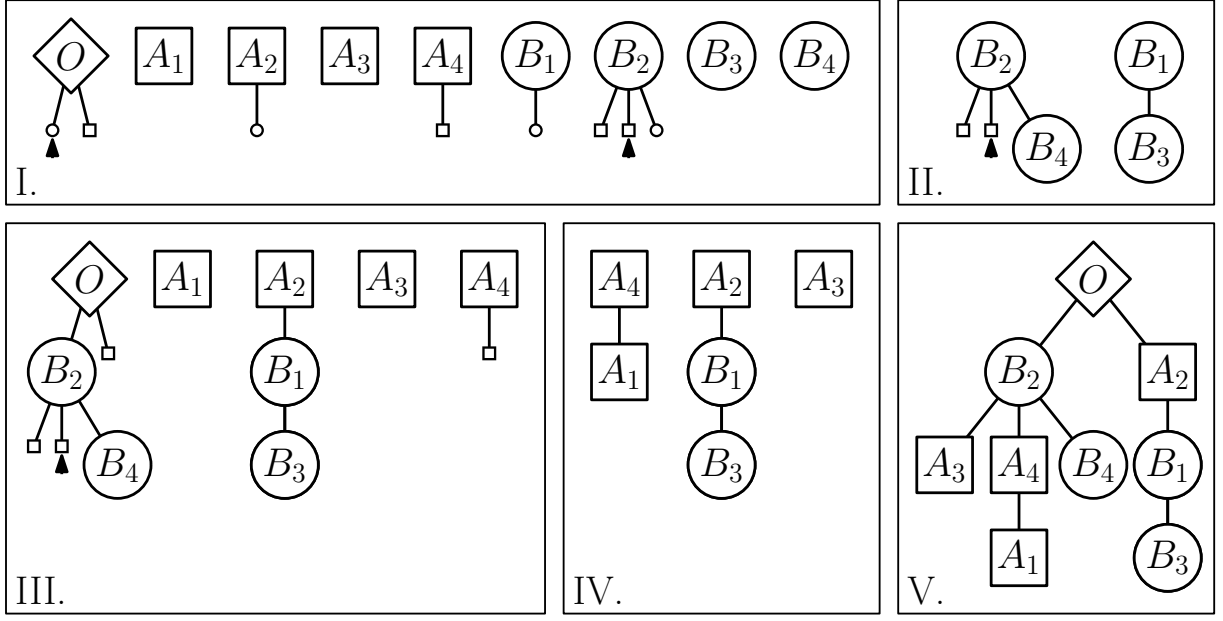 O A₁ A₂ A₃ A₄ B₁ B₂ B₃ B₄
I.
B₂ B₁
B₄ B₃
II.
O A₁ A₂ A₃ A₄
B₂ B₁
B₄ B₃
III.
A₄ A₂ A₃
A₁ B₁
B₃
IV.
O
B₂ A₂
A₃ A₄ B₄ B₁
A₁ B₃
V.